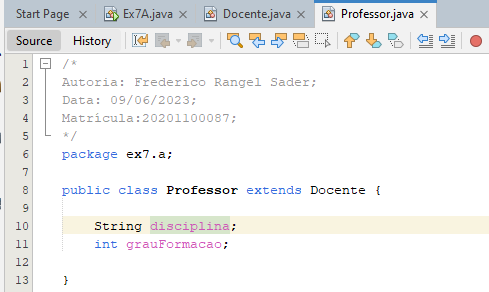 Start Page
Ex7A.java
Docente.java
Professor.java
Source
History
1 /*
2 Autoria: Frederico Rangel Sader;
3 Data: 09/06/2023;
4 Matrícula:20201100087;
5 */
6 package ex7.a;
7
8 public class Professor extends Docente {
9
10 String disciplina;
11 int grauFormacao;
12
13 }